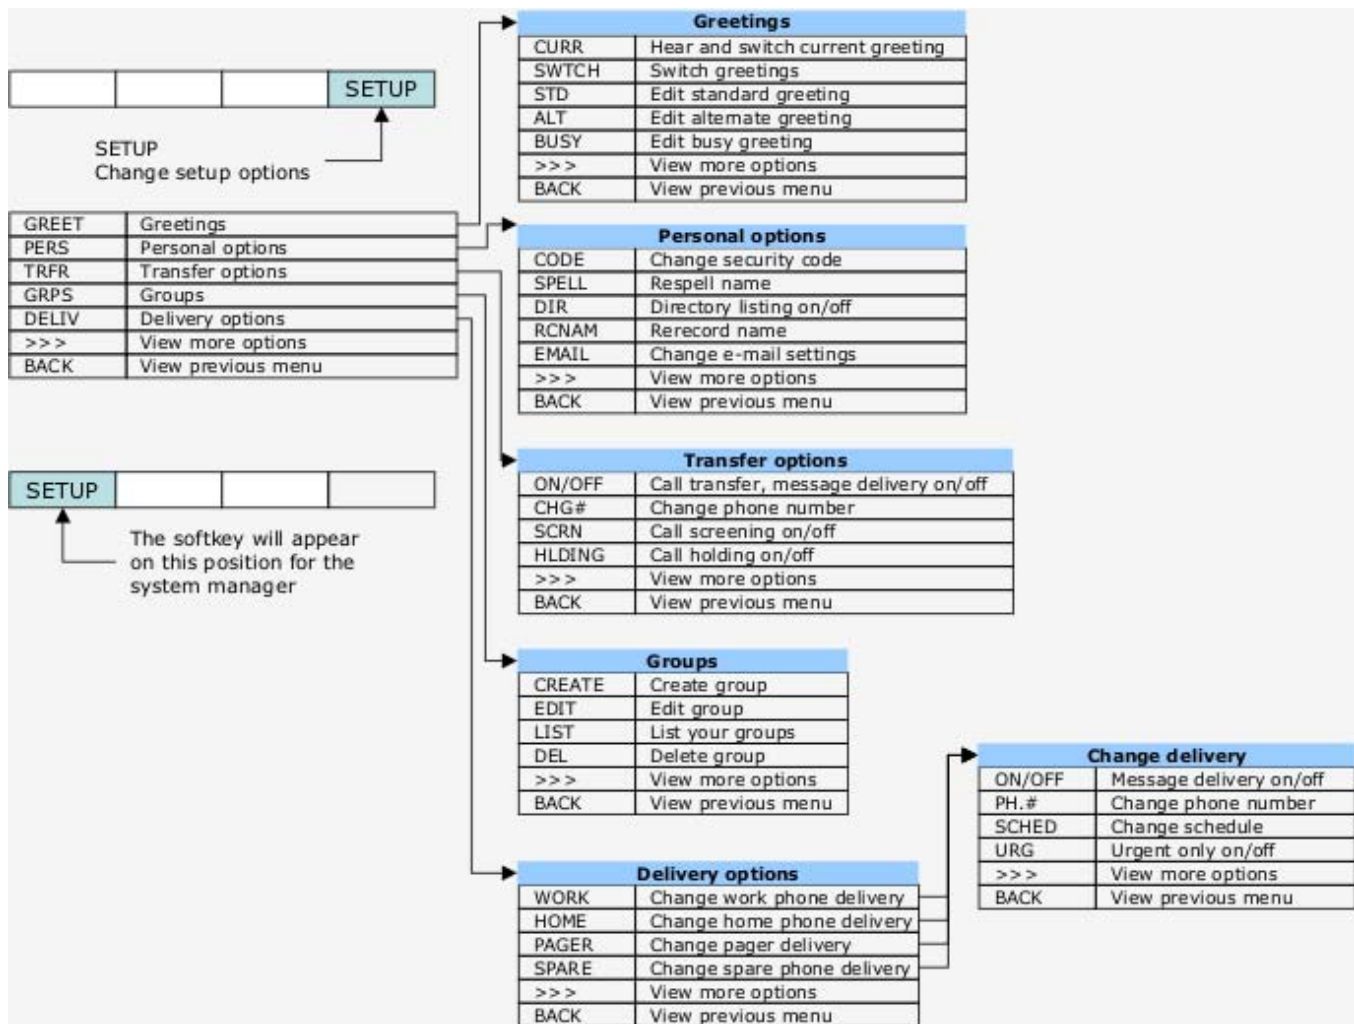 SETUP
SETUP
Change setup options
GREET Greetings
PERS Personal options
TRFR Transfer options
GRPS Groups
DELIV Delivery options
>>> View more options
BACK View previous menu
SETUP
The softkey will appear
on this position for the
system manager
Greetings
CURR Hear and switch current greeting
SWTCH Switch greetings
STD Edit standard greeting
ALT Edit alternate greeting
BUSY Edit busy greeting
>>> View more options
BACK View previous menu
Personal options
CODE Change security code
SPELL Respell name
DIR Directory listing on/off
RCNAM Rerecord name
EMAIL Change e-mail settings
>>> View more options
BACK View previous menu
Transfer options
ON/OFF Call transfer, message delivery on/off
CHG# Change phone number
SCRN Call screening on/off
HLDING Call holding on/off
>>> View more options
BACK View previous menu
Groups
CREATE Create group
EDIT Edit group
LIST List your groups
DEL Delete group
>>> View more options
BACK View previous menu
Delivery options
WORK Change work phone delivery
HOME Change home phone delivery
PAGER Change pager delivery
SPARE Change spare phone delivery
>>> View more options
BACK View previous menu
Change delivery
ON/OFF Message delivery on/off
PH.# Change phone number
SCHED Change schedule
URG Urgent only on/off
>>> View more options
BACK View previous menu